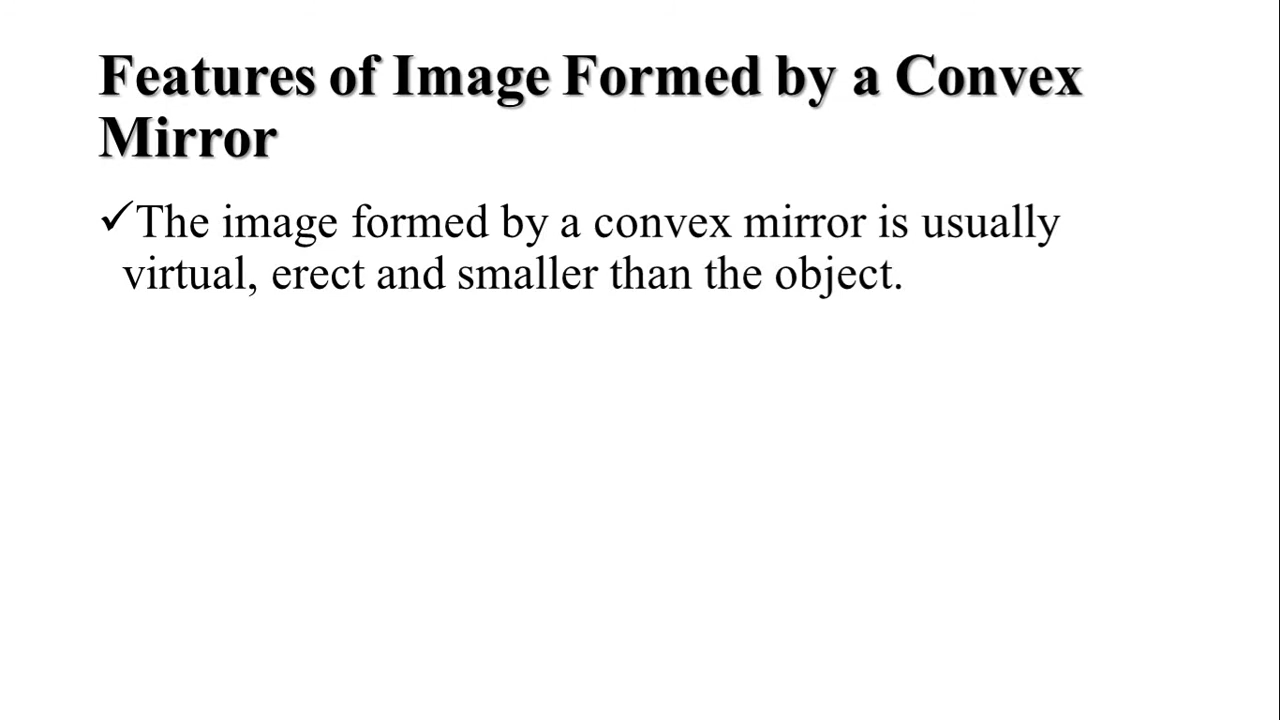 Features of Image Formed by a Convex
Mirror
✓The image formed by a convex mirror is usually
virtual, erect and smaller than the object.